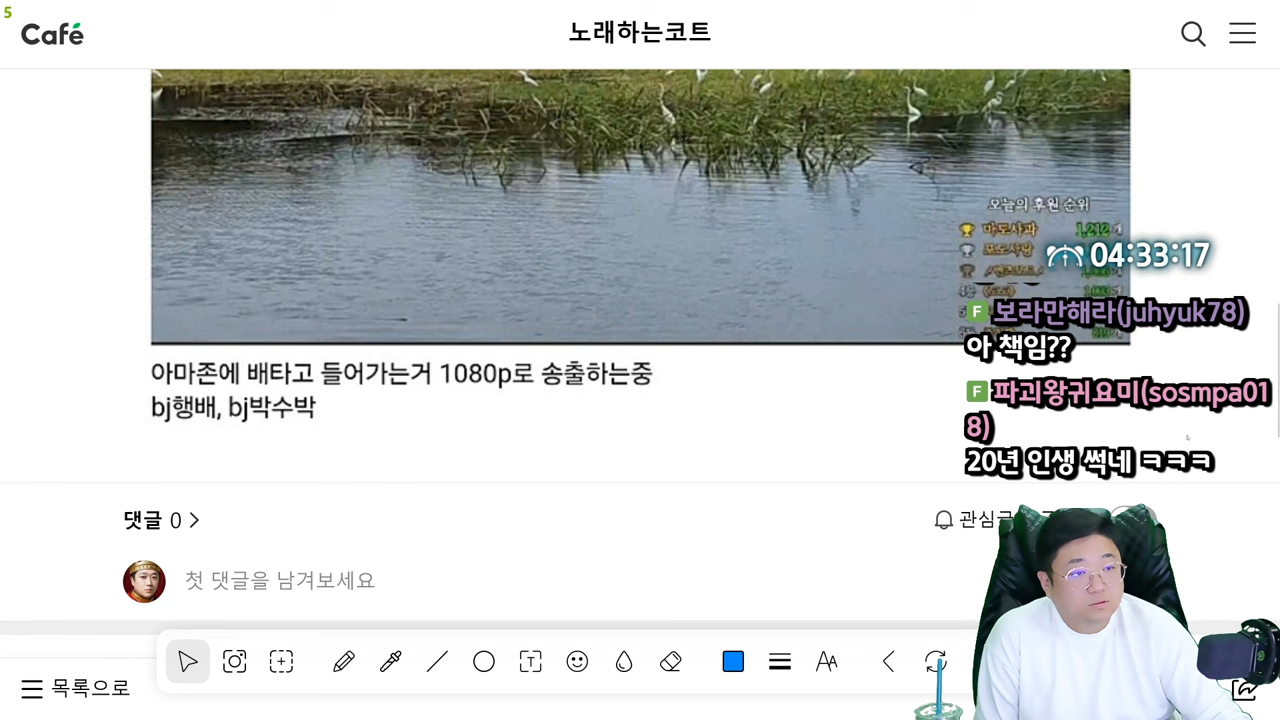 5
Café
노래하는코트
오늘의 후원 순위
마도사과
04:33:17
보라만해라(juhyuk78)
아 책임??
아마존에 배타고 들어가는거 1080p로 송출하는중
bj행배, bj박수박
파괴왕귀요미(sosmpa01
8)
20년 인생 썩네 ㅋㅋㅋ
댓글 0
첫 댓글을 남겨보세요
목록으로